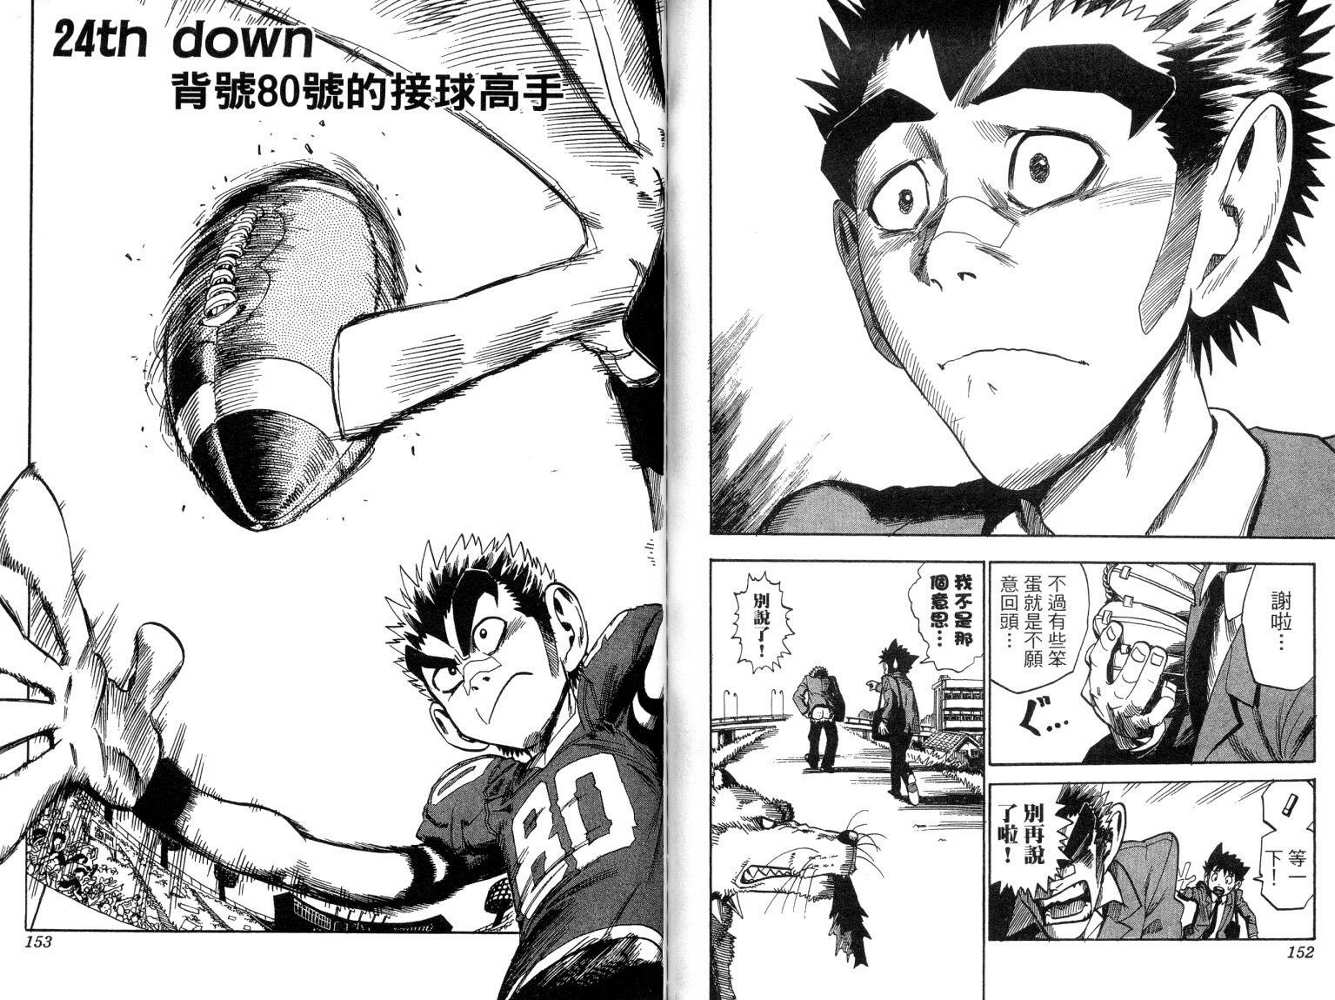 謝啦…
不過有些笨
蛋就是不願
意回頭…
ぐ…
！
等一
下！
別再說
了啦！
我不是那
個意思…
別說了！
152
24th down
背號80號的接球高手
80
153